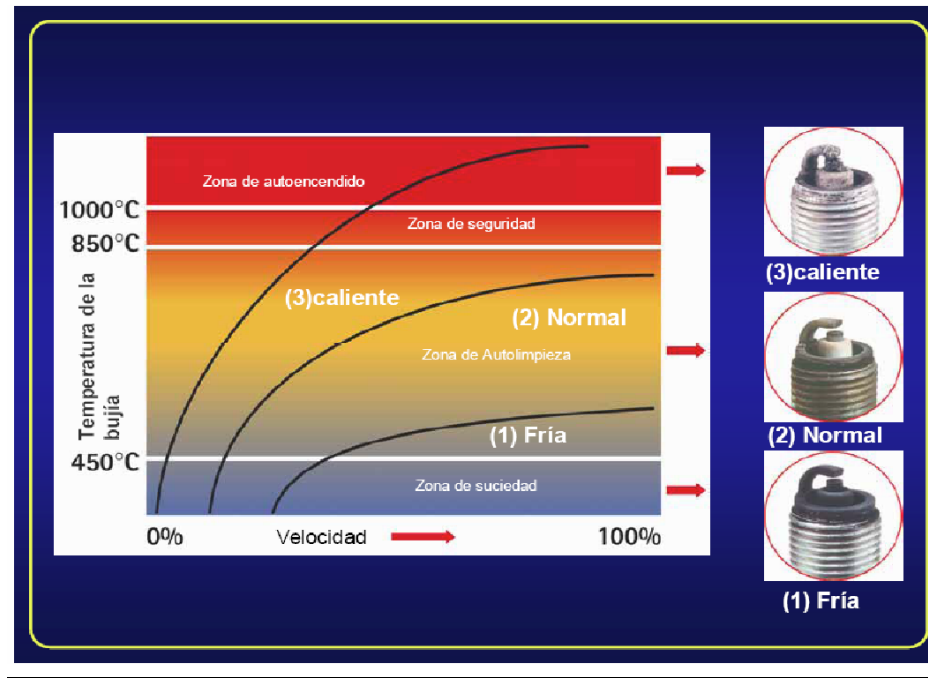 Zona de autoencendido
1000°C
Zona de seguridad
850°C
(3)caliente
(2) Normal
Zona de Autolimpieza
Temperatura de la
bujía
(1) Fría
450°C
Zona de suciedad
0%
Velocidad
100%
(3)caliente
(2) Normal
(1) Fría